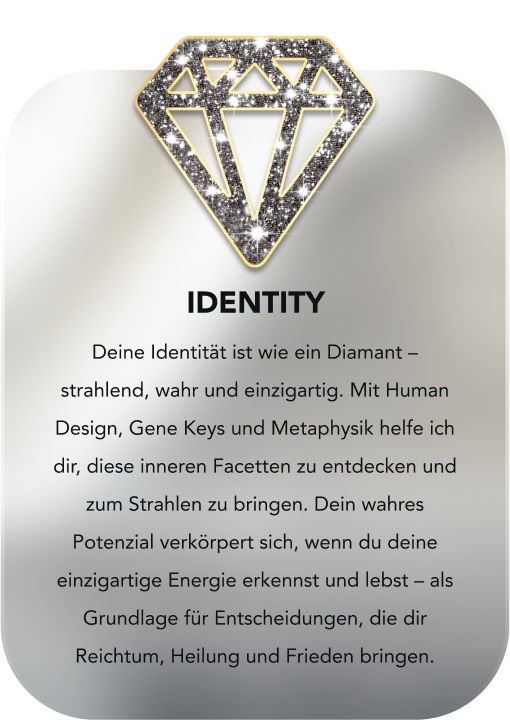 IDENTITY
Deine Identität ist wie ein Diamant –
strahlend, wahr und einzigartig. Mit Human
Design, Gene Keys und Metaphysik helfe ich
dir, diese inneren Facetten zu entdecken und
zum Strahlen zu bringen. Dein wahres
Potenzial verkörpert sich, wenn du deine
einzigartige Energie erkennst und lebst – als
Grundlage für Entscheidungen, die dir
Reichtum, Heilung und Frieden bringen.